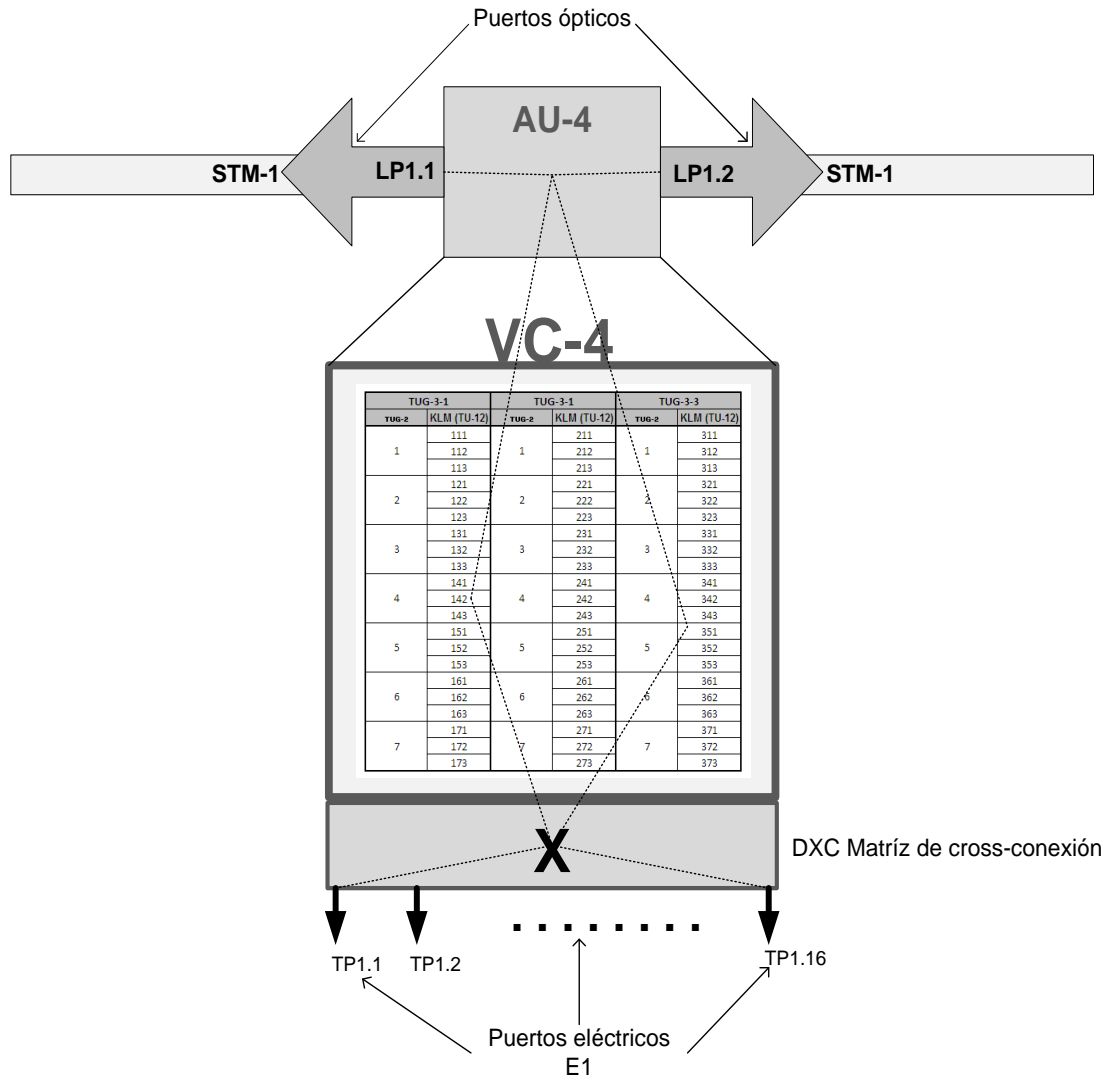 Puertos ópticos
AU-4
STM-1 LP1.1 LP1.2 STM-1
VC-4
TUG-3-1 TUG-3-1 TUG-3-3
TUG-2 KLM (TU-12) TUG-2 KLM (TU-12) TUG-2 KLM (TU-12)
111 211 311
1 112 1 212 1 312
113 213 313
121 221 321
2 122 2 222 2 322
123 223 323
131 231 331
3 132 3 232 3 332
133 233 333
141 241 341
4 142 4 242 4 342
143 243 343
151 251 351
5 152 5 252 5 352
153 253 353
161 261 361
6 162 6 262 6 362
163 263 363
171 271 371
7 172 7 272 7 372
173 273 373
X
DXC Matríz de cross-conexión
TP1.1 TP1.2 TP1.16
Puertos eléctricos
E1